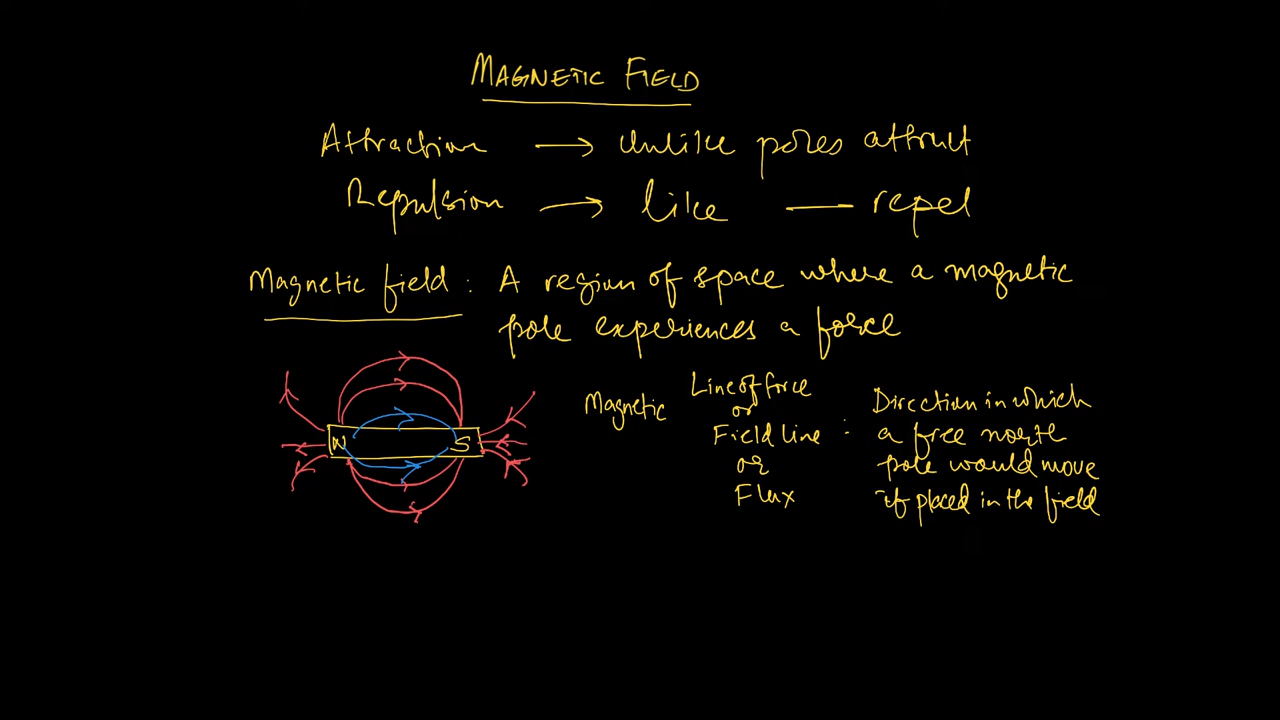 MAGNETIC FIELD
Attraction → Unlike poles attract
Repulsion → like — repel
Magnetic field : A region of space where a magnetic
pole experiences a force
N S
Magnetic
Line of force
or
Field line :
or
Flux
Direction in which
a free north
pole would move
if placed in the field